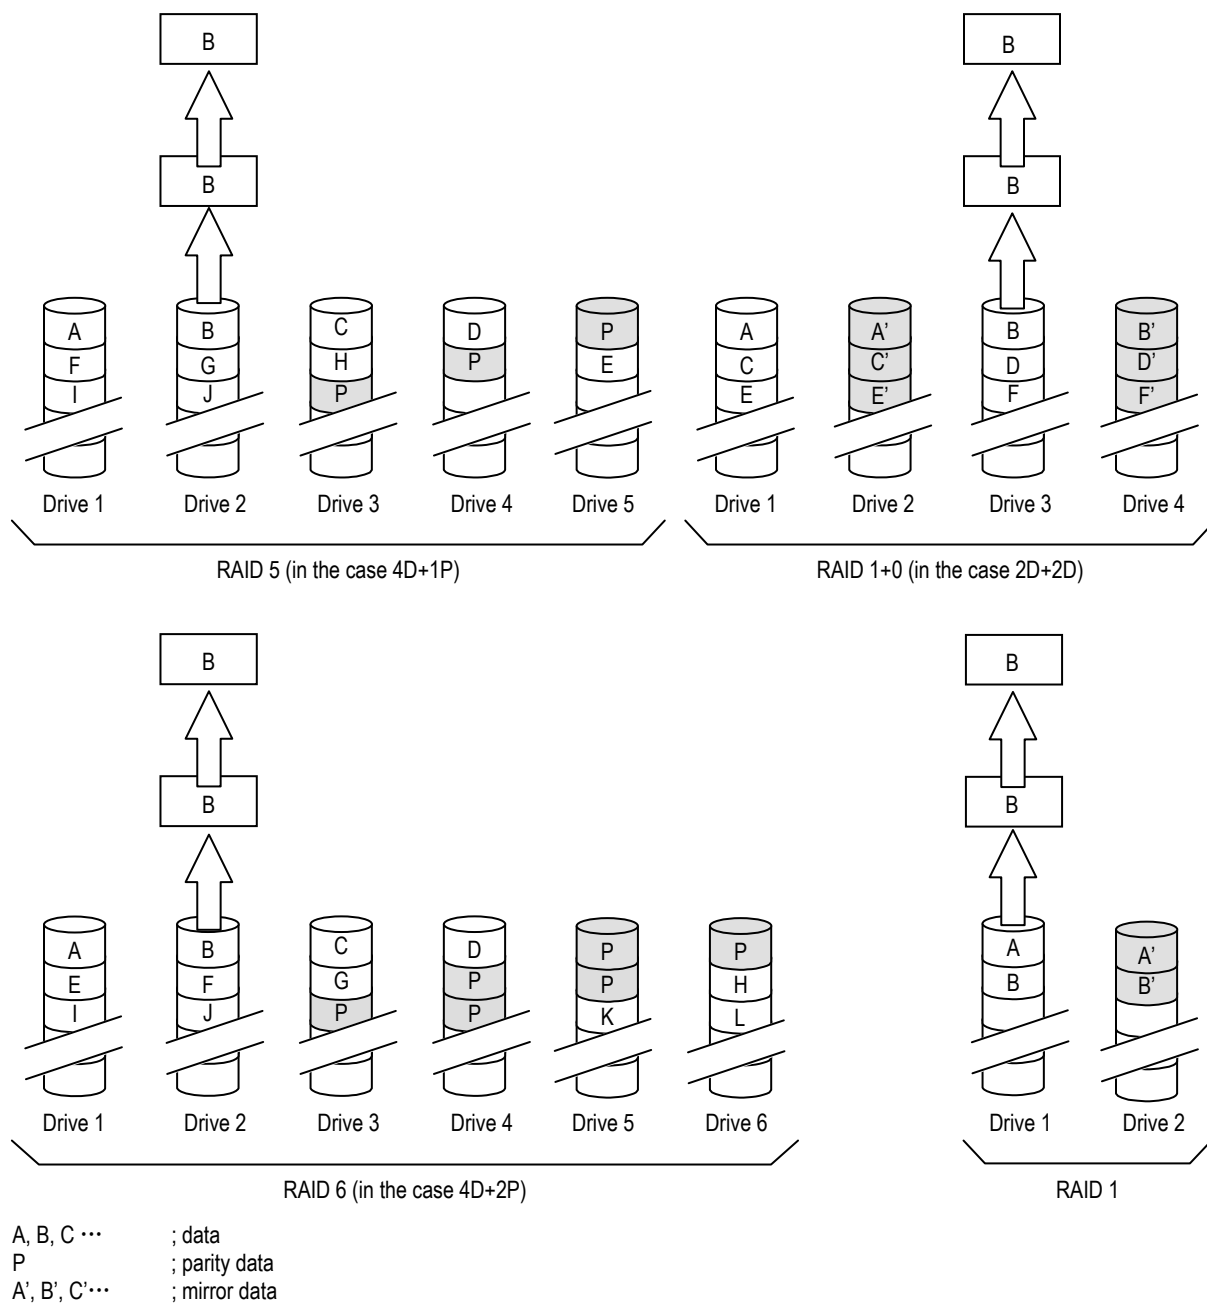 B B
B B
A B C D P A A' B B'
F G H P E C C' D D'
I J P E E' F F'
Drive 1 Drive 2 Drive 3 Drive 4 Drive 5 Drive 1 Drive 2 Drive 3 Drive 4
RAID 5 (in the case 4D+1P) RAID 1+0 (in the case 2D+2D)
B B
B B
A B C D P P A A'
E F G P P H B B'
I J P P K L
Drive 1 Drive 2 Drive 3 Drive 4 Drive 5 Drive 6 Drive 1 Drive 2
RAID 6 (in the case 4D+2P) RAID 1
A, B, C ··· ; data
P ; parity data
A', B', C'··· ; mirror data